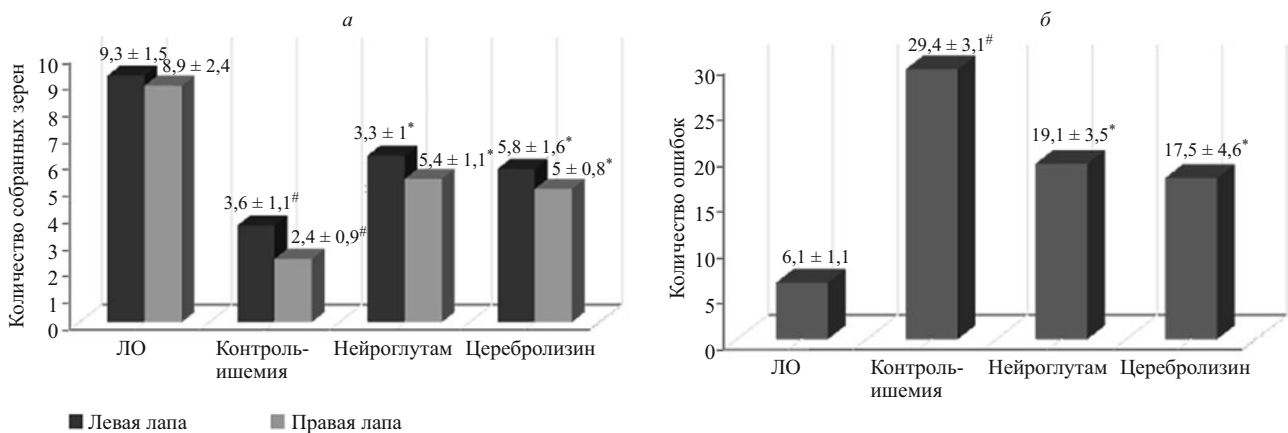 а
Количество собранных зерен
10
9
8
7
6
5
4
3
2
1
0
9,3 ± 1,5
8,9 ± 2,4
3,6 ± 1,1#
2,4 ± 0,9#
3,3 ± 1*
5,4 ± 1,1*
5,8 ± 1,6*
5 ± 0,8*
ЛО
Контроль-
ишемия
Нейроглутам
Церебролизин
Левая лапа
Правая лапа
б
Количество ошибок
30
25
20
15
10
5
0
6,1 ± 1,1
29,4 ± 3,1#
19,1 ± 3,5*
17,5 ± 4,6*
ЛО
Контроль-
ишемия
Нейроглутам
Церебролизин